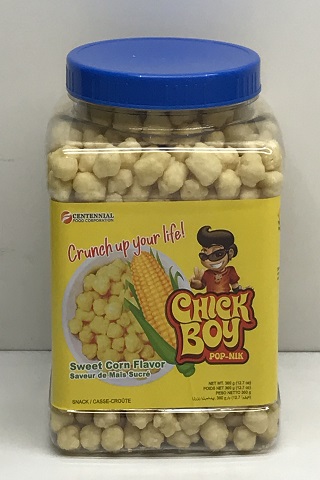 CENTENNIAL
FOOD CORPORATION
Crunch up your life!
CHICK
BOY
POP-NIK
Sweet Corn Flavor
Saveur de Maïs Sucré
SNACK / CASSE-CROÛTE
NET WT. 360 g (12.7 oz)
POIDS NET 360 g (12.7 oz)
PESO NETTO 360 g